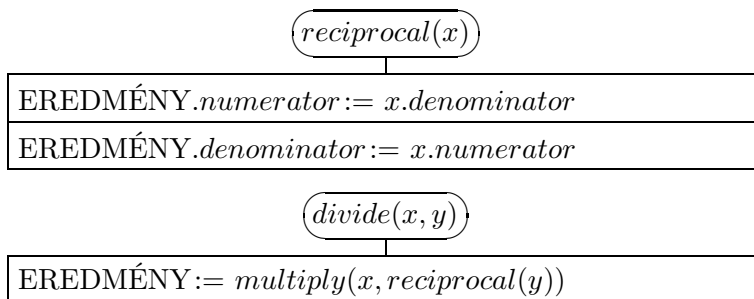 reciprocal(x)
EREDMÉNY.numerator := x.denominator
EREDMÉNY.denominator := x.numerator
divide(x, y)
EREDMÉNY := multiply(x, reciprocal(y))